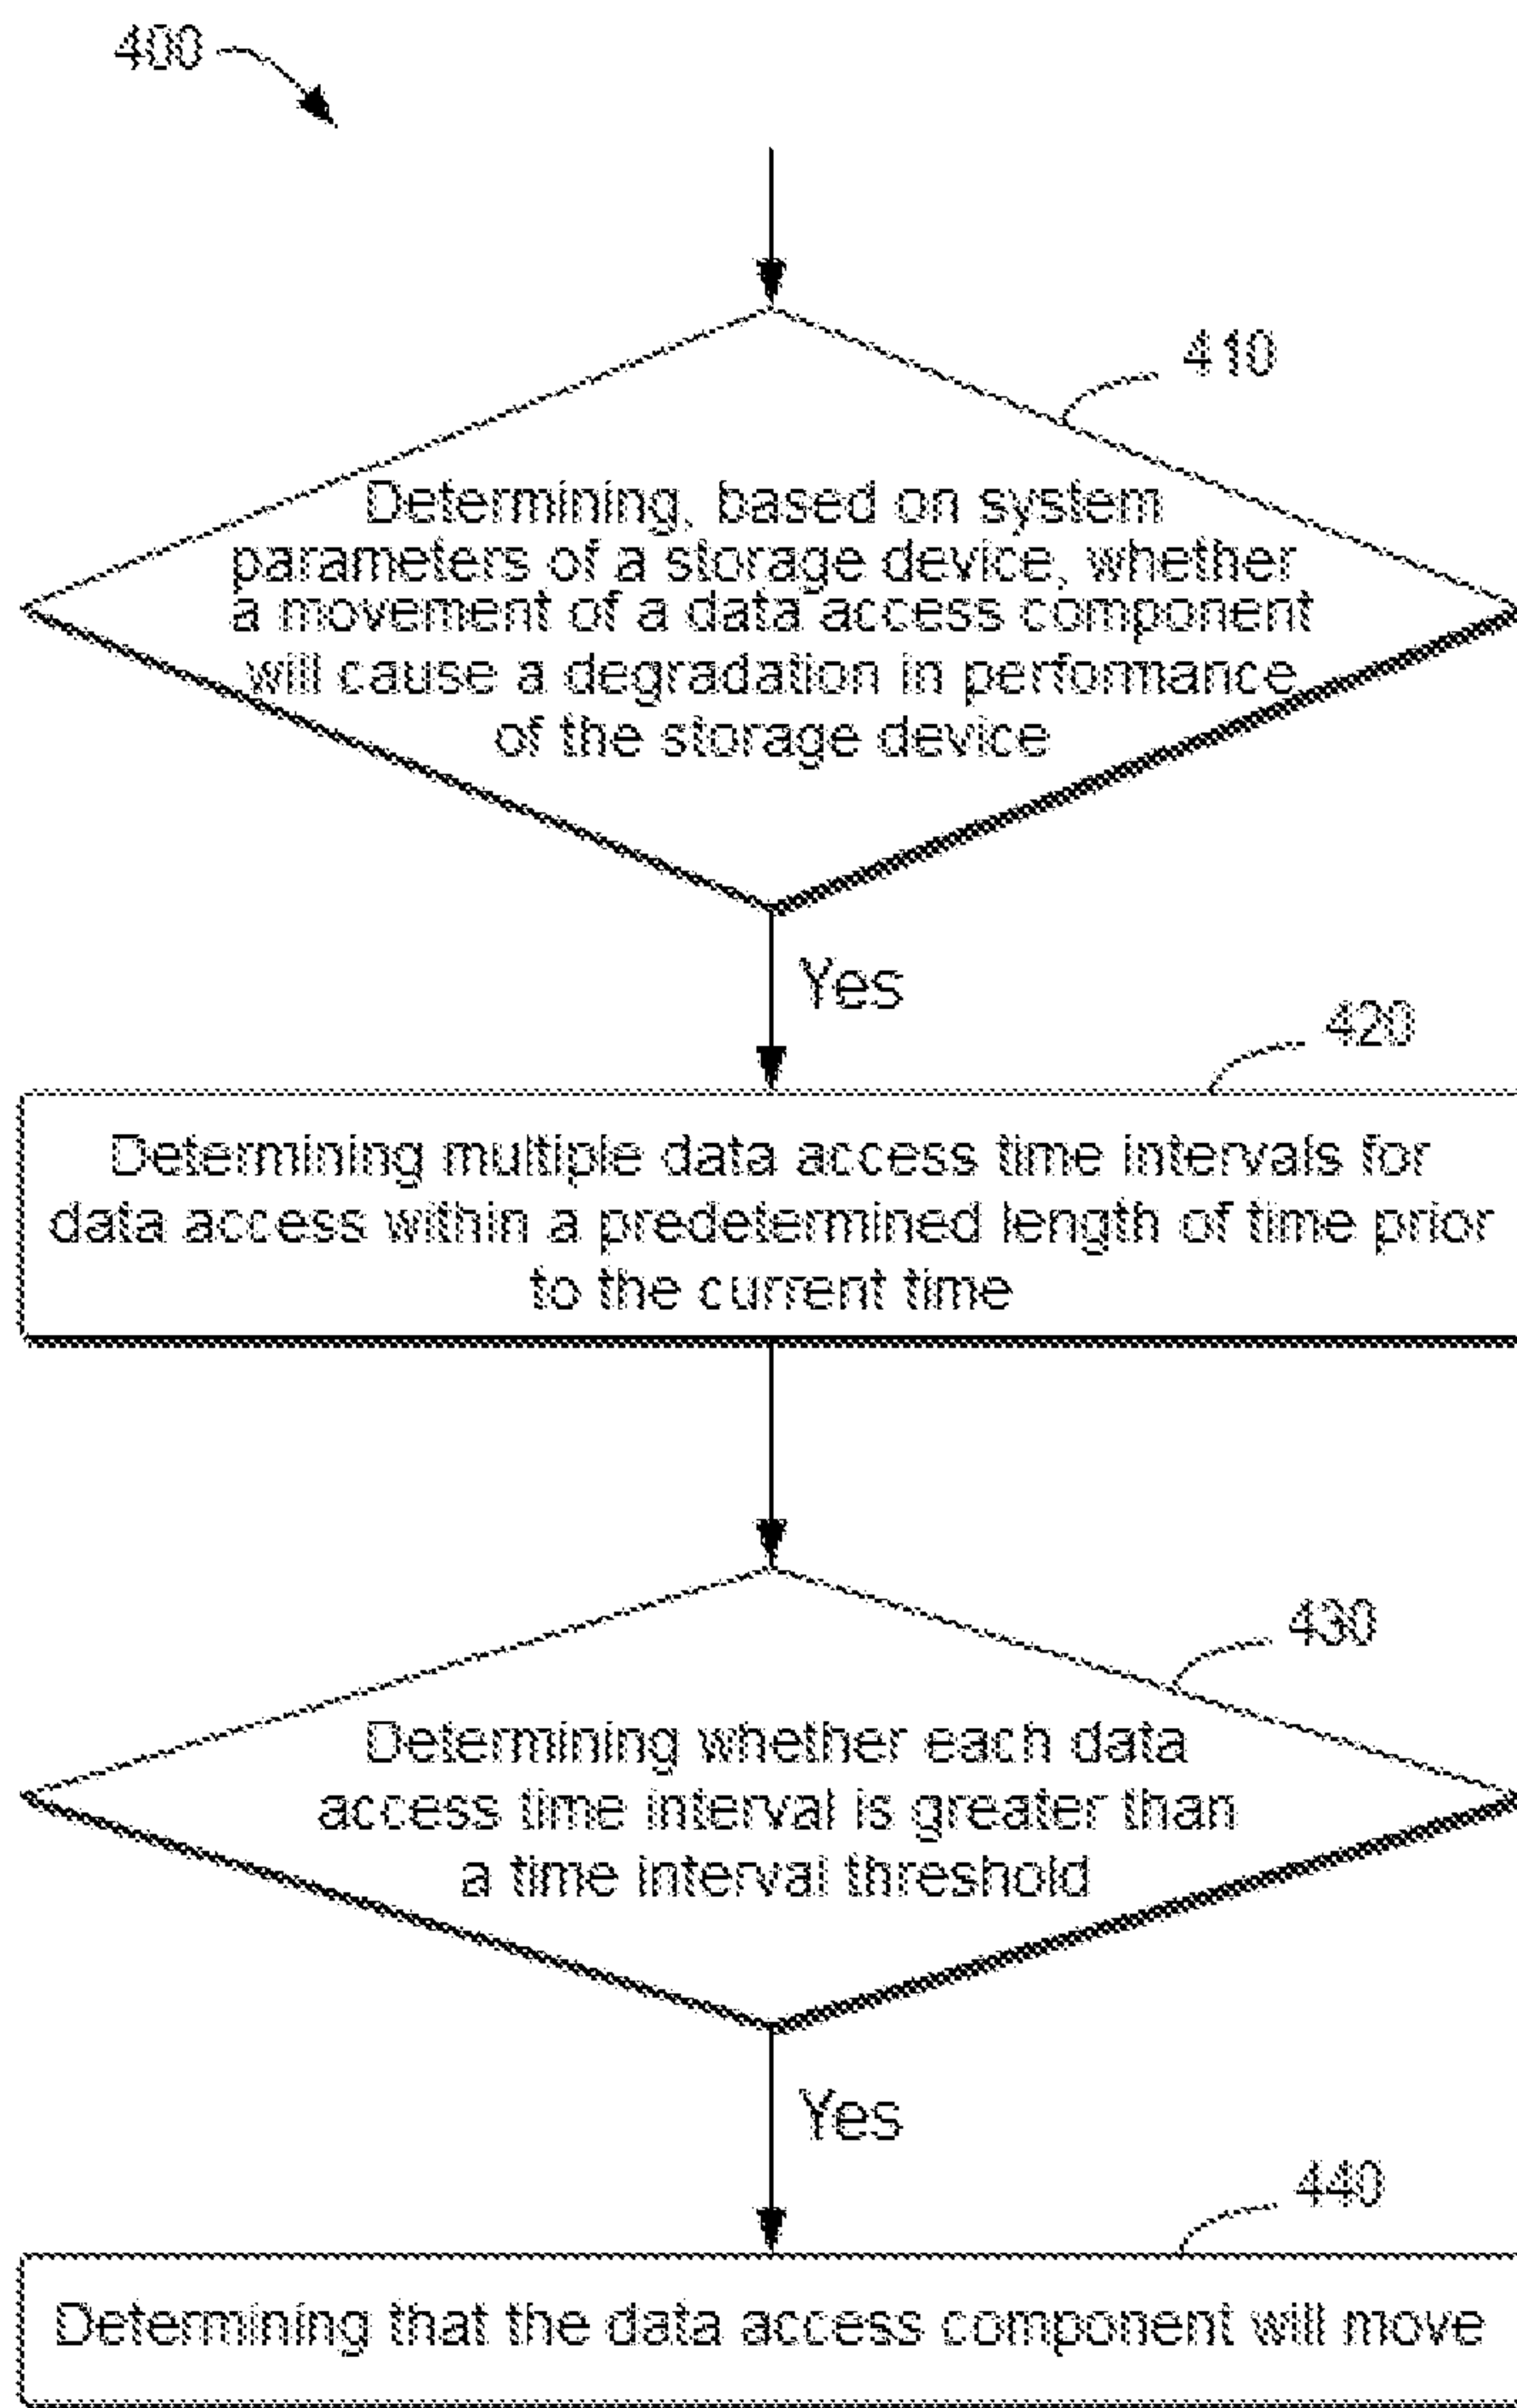 400
410
Determining, based on system
parameters of a storage device, whether
a movement of a data access component
will cause a degradation in performance
of the storage device
Yes
420
Determining multiple data access time intervals for
data access within a predetermined length of time prior
to the current time
430
Determining whether each data
access time interval is greater than
a time interval threshold
Yes
440
Determining that the data access component will move